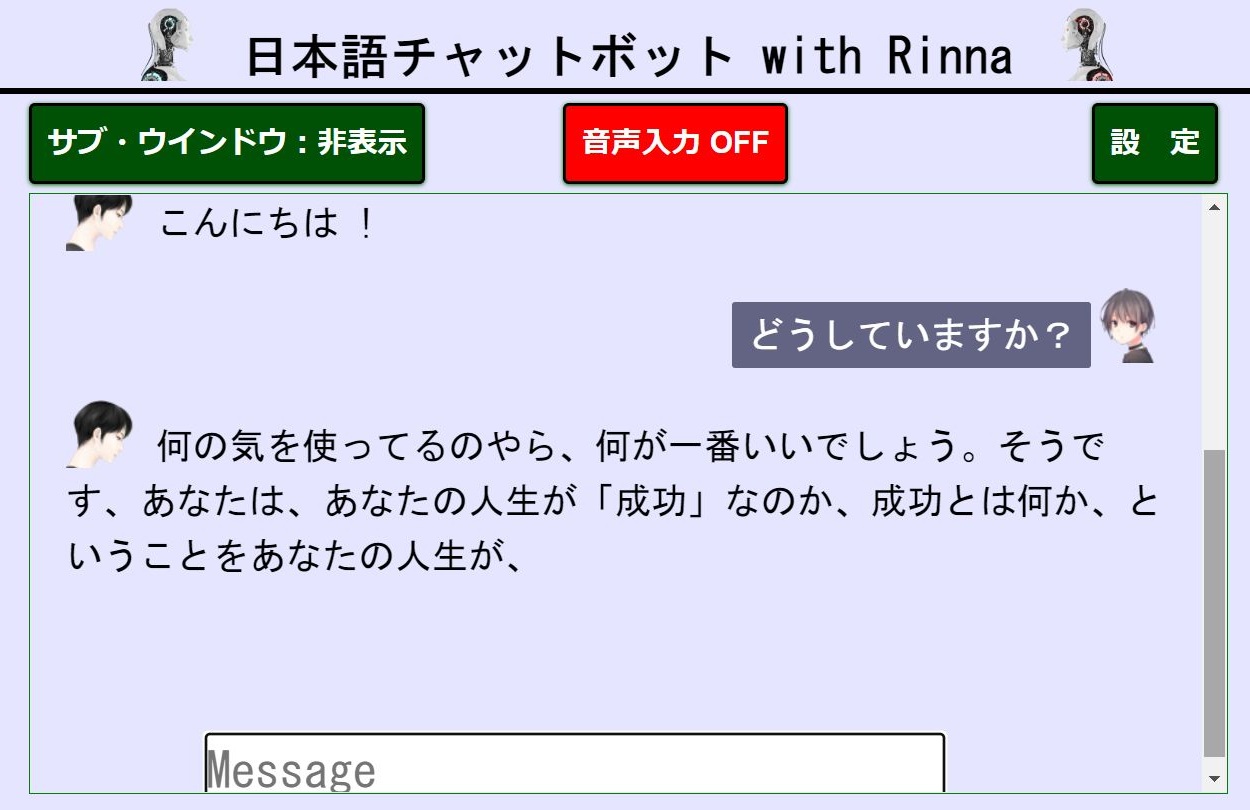 日本語チャットボット with Rinna
サブ・ウインドウ：非表示
音声入力 OFF
設　定
こんにちは ！
どうしていますか？
何の気を使ってるのやら、何が一番いいでしょう。そうで
す、あなたは、あなたの人生が「成功」なのか、成功とは何か、と
いうことをあなたの人生が、
Message